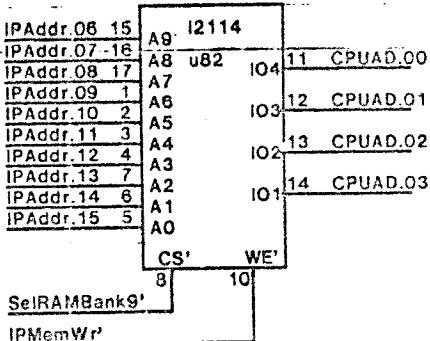 IPAddr.06 15 A9 I2114
IPAddr.07 16 A8 u82 IO4 11 CPUAD.00
IPAddr.08 17 A7
IPAddr.09 1 A6 IO3 12 CPUAD.01
IPAddr.10 2 A5
IPAddr.11 3 A4 IO2 13 CPUAD.02
IPAddr.12 4 A3
IPAddr.13 7 A2 IO1 14 CPUAD.03
IPAddr.14 6 A1
IPAddr.15 5 A0
CS' WE'
8 10
SelRAMBank9'
IPMemWr'